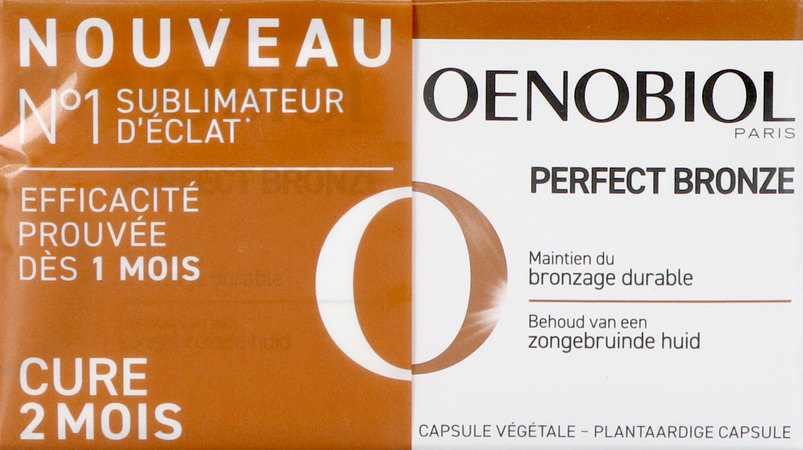 NOUVEAU
N°1 SUBLIMATEUR
D'ÉCLAT*
EFFICACITÉ
PROUVÉE
DÈS 1 MOIS
CURE
2 MOIS
OENOBIOL
PARIS
PERFECT BRONZE
Maintien du
bronzage durable
Behoud van een
zongebruinde huid
CAPSULE VÉGÉTALE – PLANTAARDIGE CAPSULE